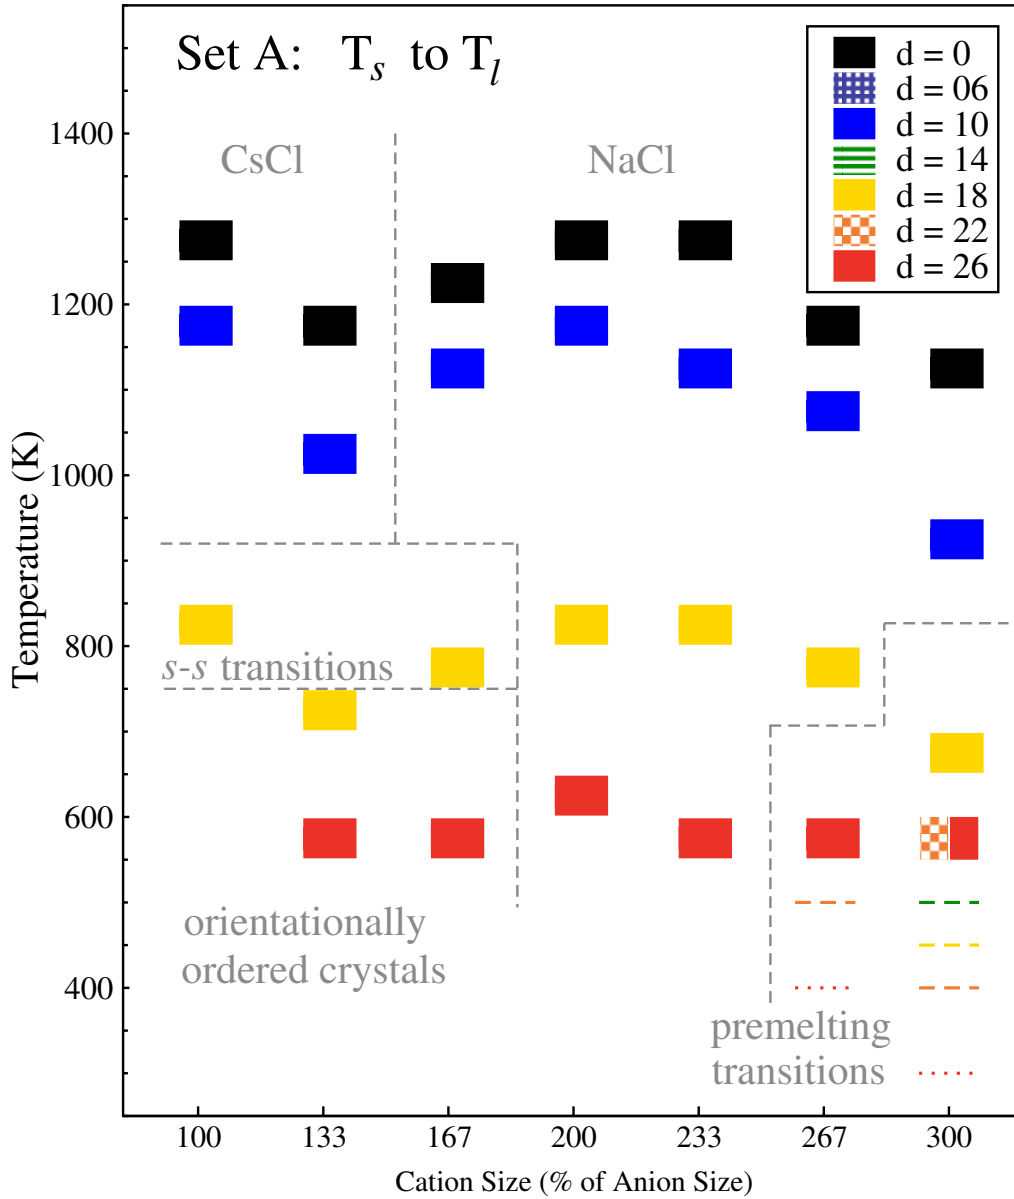 Set A: Ts to Tl
d = 0
d = 06
d = 10
d = 14
d = 18
d = 22
d = 26
CsCl
NaCl
s-s transitions
orientationally
ordered crystals
premelting
transitions
Temperature (K)
1400
1200
1000
800
600
400
100 133 167 200 233 267 300
Cation Size (% of Anion Size)